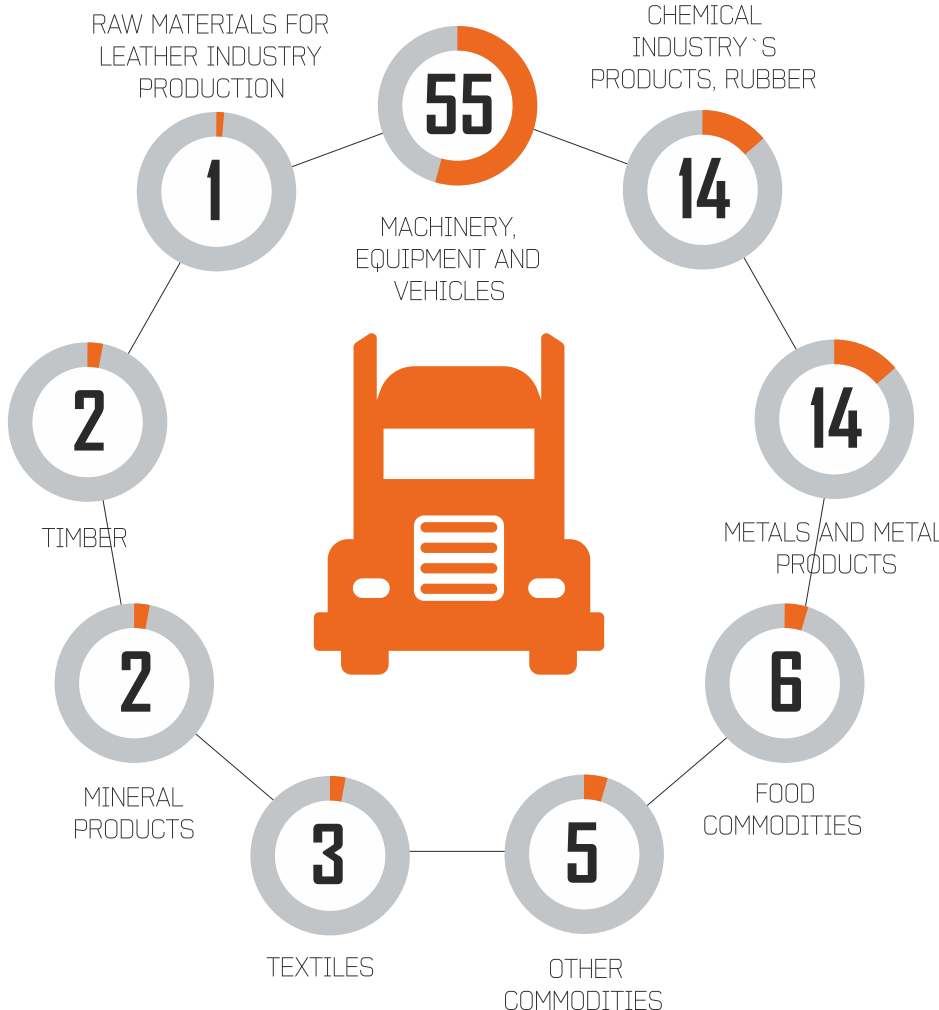 RAW MATERIALS FOR
LEATHER INDUSTRY
PRODUCTION
1
55
MACHINERY,
EQUIPMENT AND
VEHICLES
CHEMICAL
INDUSTRY`S
PRODUCTS, RUBBER
14
14
METALS AND METAL
PRODUCTS
6
FOOD
COMMODITIES
5
OTHER
COMMODITIES
3
TEXTILES
2
MINERAL
PRODUCTS
2
TIMBER